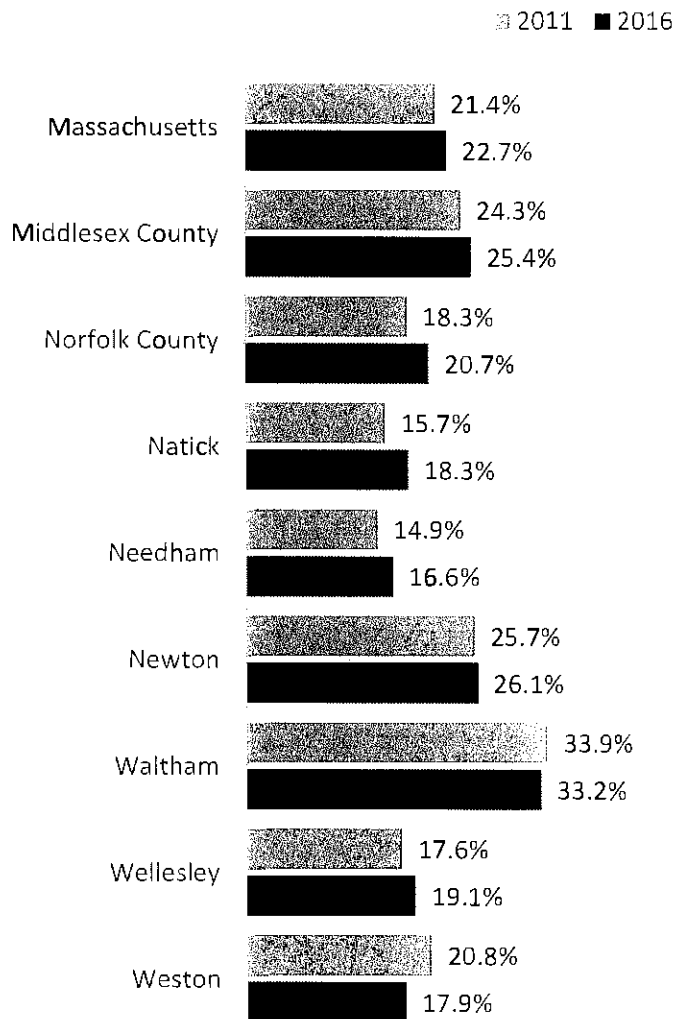 2011 2016
21.4%
Massachusetts
22.7%
24.3%
Middlesex County
25.4%
18.3%
Norfolk County
20.7%
15.7%
Natick
18.3%
14.9%
Needham
16.6%
25.7%
Newton
26.1%
33.9%
Waltham
33.2%
17.6%
Wellesley
19.1%
20.8%
Weston
17.9%